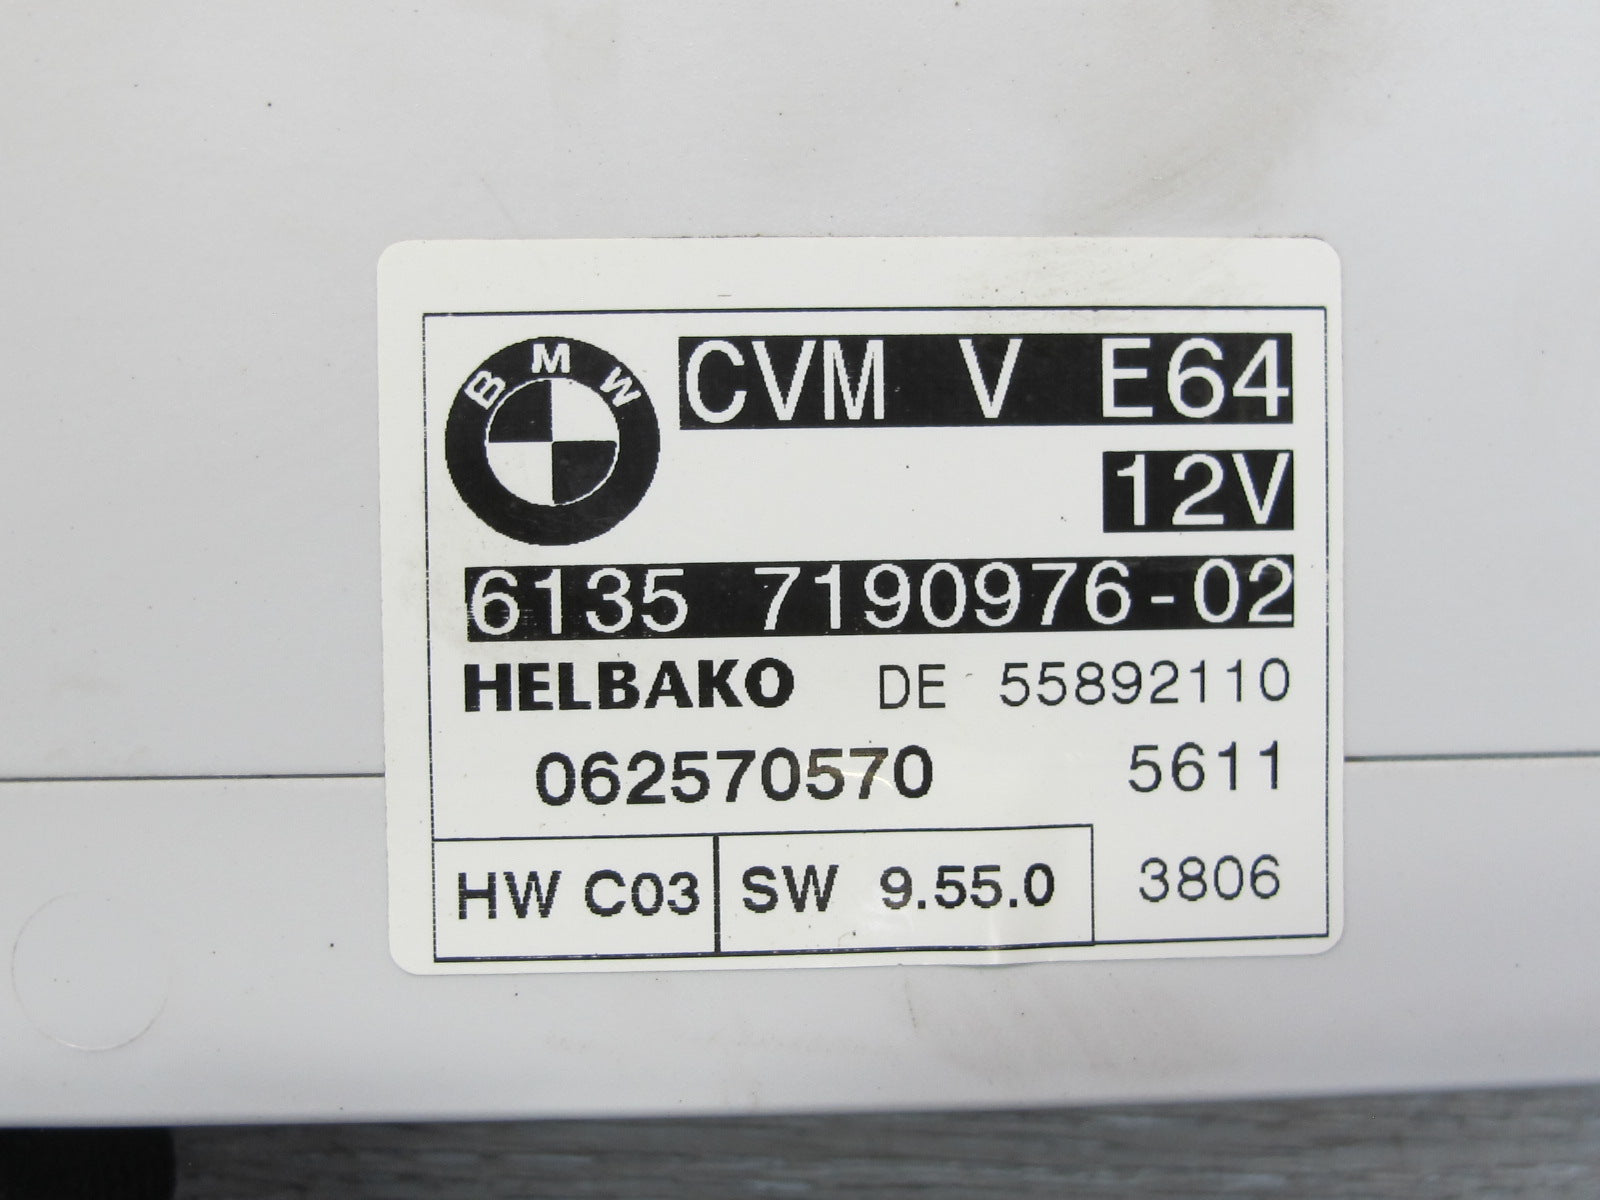 BMW
CVM V E64
12V
6135 7190976-02
HELBAKO DE 55892110
062570570 5611
HW C03 SW 9.55.0 3806